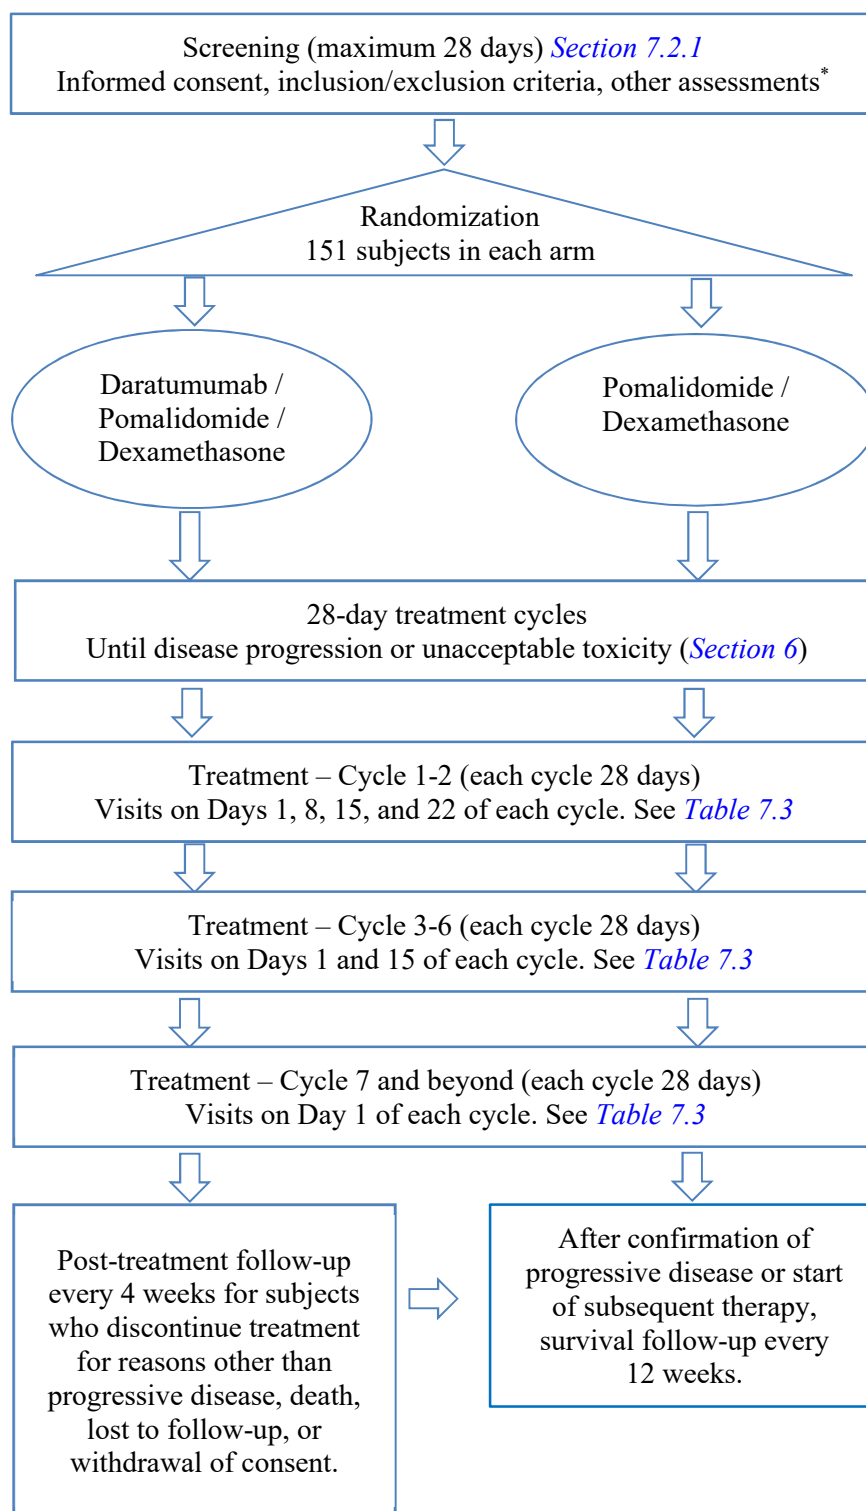 Screening (maximum 28 days) Section 7.2.1
Informed consent, inclusion/exclusion criteria, other assessments*
Randomization
151 subjects in each arm
Daratumumab /
Pomalidomide /
Dexamethasone
Pomalidomide /
Dexamethasone
28-day treatment cycles
Until disease progression or unacceptable toxicity (Section 6)
Treatment – Cycle 1-2 (each cycle 28 days)
Visits on Days 1, 8, 15, and 22 of each cycle. See Table 7.3
Treatment – Cycle 3-6 (each cycle 28 days)
Visits on Days 1 and 15 of each cycle. See Table 7.3
Treatment – Cycle 7 and beyond (each cycle 28 days)
Visits on Day 1 of each cycle. See Table 7.3
Post-treatment follow-up
every 4 weeks for subjects
who discontinue treatment
for reasons other than
progressive disease, death,
lost to follow-up, or
withdrawal of consent.
After confirmation of
progressive disease or start
of subsequent therapy,
survival follow-up every
12 weeks.